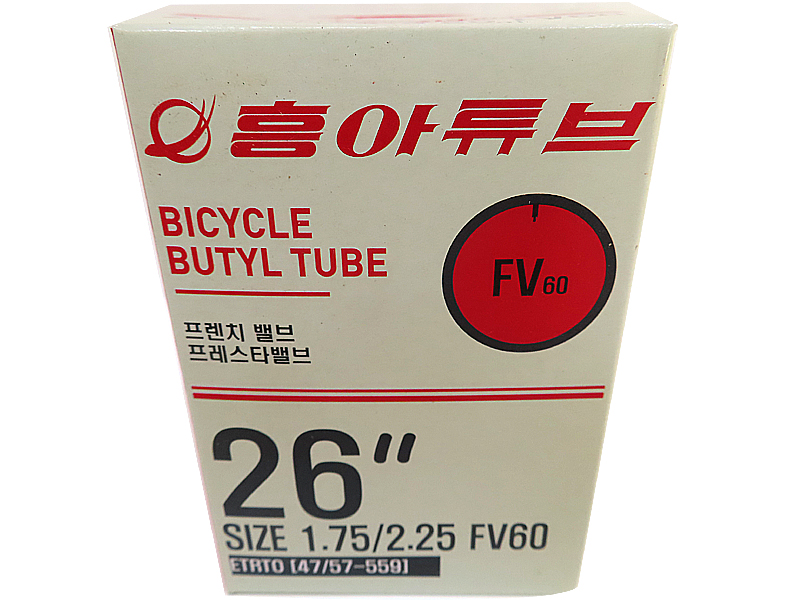 흥아튜브
BICYCLE
BUTYL TUBE
FV60
프렌치 밸브
프레스타밸브
26"
SIZE 1.75/2.25 FV60
ETRTO [47/57-559]